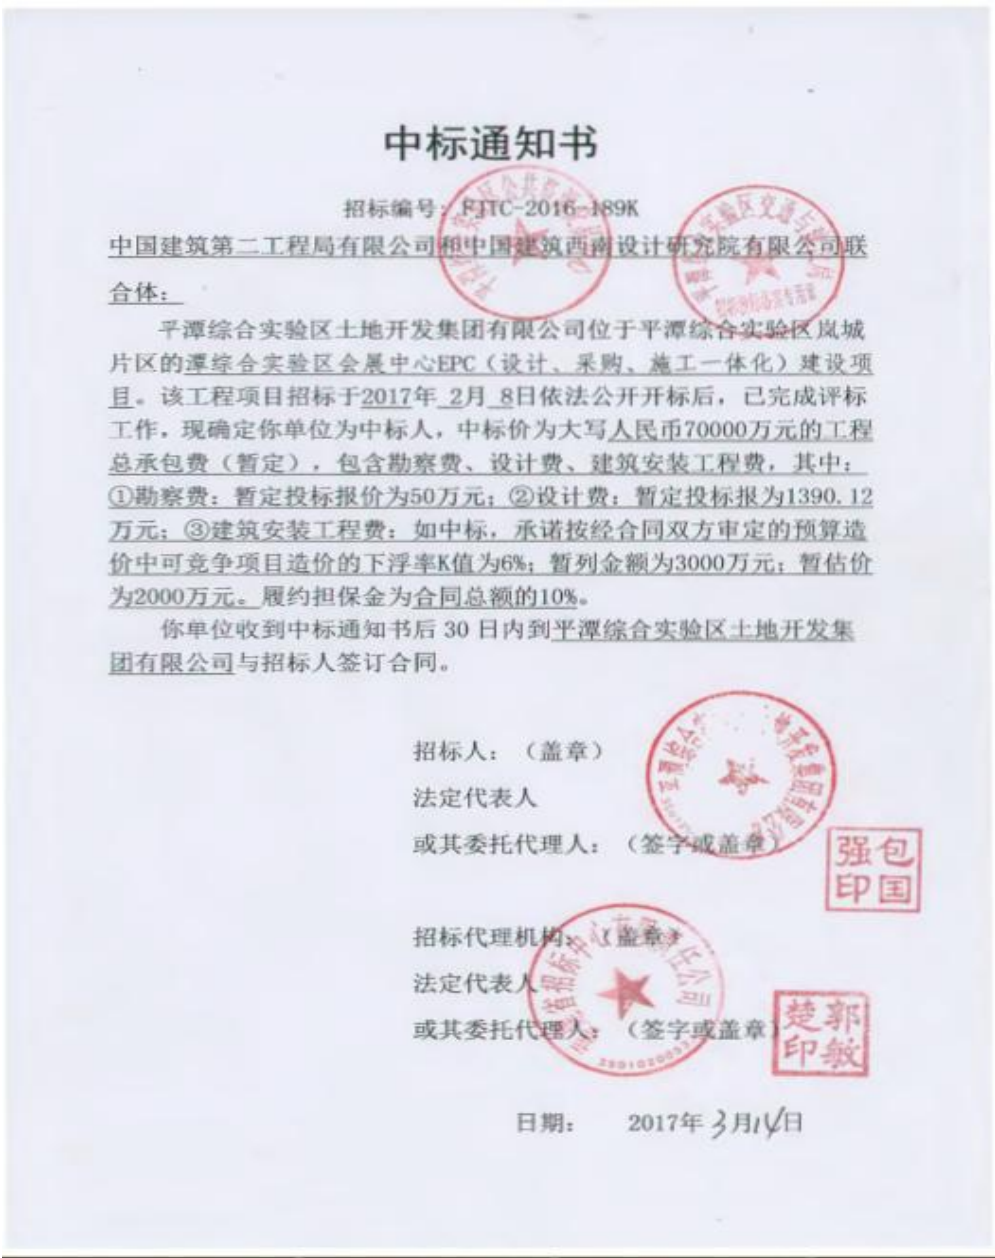 中标通知书
招标编号：FJTC-2016-189K
中国建筑第二工程局有限公司和中国建筑西南设计研究院有限公司联
合体：
平潭综合实验区土地开发集团有限公司位于平潭综合实验区岚城
片区的潭综合实验区会展中心EPC（设计、采购、施工一体化）建设项
目。该工程项目招标于2017年 2月 8日依法公开开标后，已完成评标
工作，现确定你单位为中标人，中标价为大写人民币70000万元的工程
总承包费（暂定），包含勘察费、设计费、建筑安装工程费，其中：
①勘察费：暂定投标报价为50万元；②设计费：暂定投标报为1390.12
万元；③建筑安装工程费：如中标，承诺按经合同双方审定的预算造
价中可竞争项目造价的下浮率K值为6%；暂列金额为3000万元；暂估价
为2000万元。履约担保金为合同总额的10%。
你单位收到中标通知书后 30 日内到平潭综合实验区土地开发集
团有限公司与招标人签订合同。
招标人：（盖章）
法定代表人
或其委托代理人：（签字或盖章）
包国强印
招标代理机构：（盖章）
福建省招标中心有限责任公司
法定代表人
或其委托代理人：（签字或盖章）
郭敏楚印
日期： 2017年3月14日